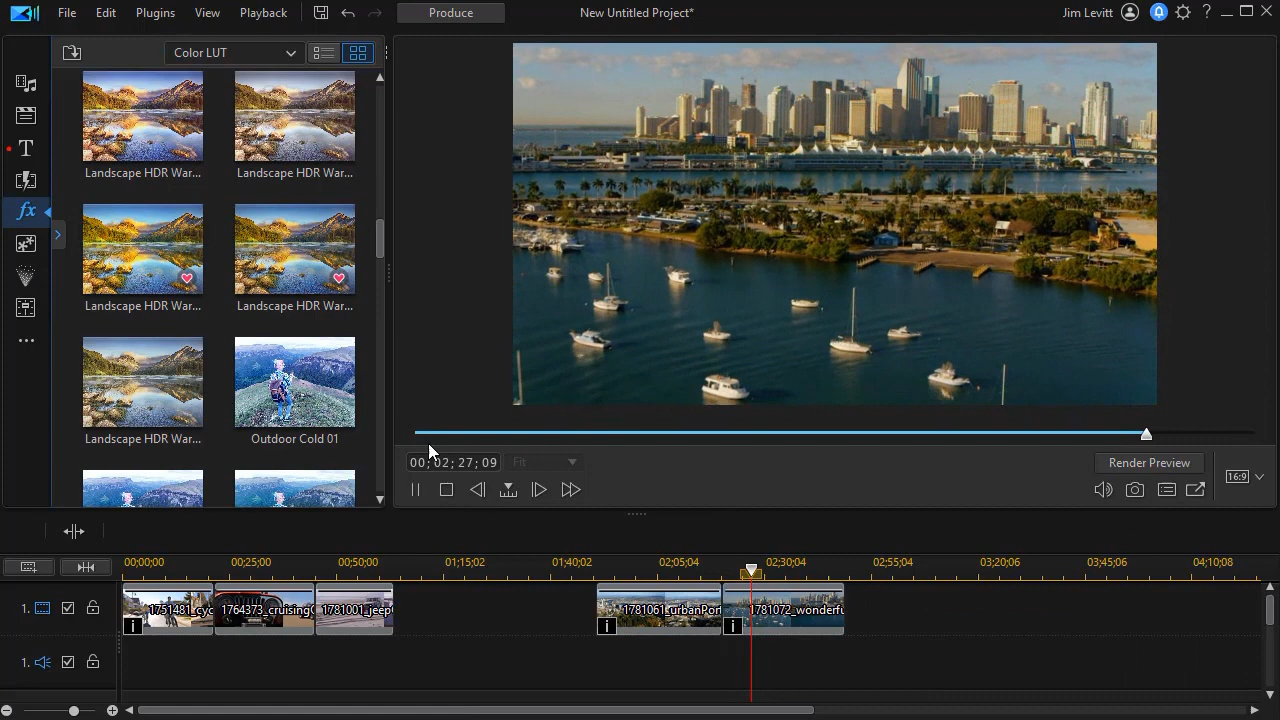 File Edit Plugins View Playback Produce New Untitled Project* Jim Levitt
Color LUT
Landscape HDR War... Landscape HDR War...
Landscape HDR War... Landscape HDR War...
Landscape HDR War... Outdoor Cold 01
00;02;27;09 Fit Render Preview
16:9
00;00;00 00;25;00 00;50;00 01;15;02 01;40;02 02;05;04 02;30;04 02;55;04 03;20;06 03;45;06 04;10;08
1. 1751481_cyc 1764373_cruising 1781001_jeep 1781061_urbanPort 1781072_wonderfu
1.